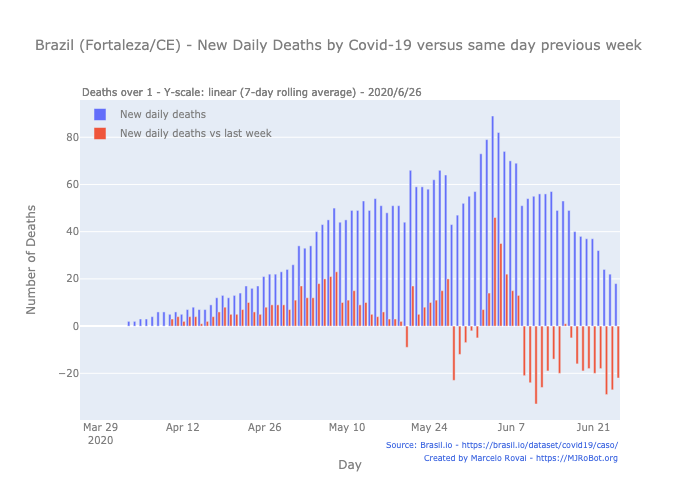 Brazil (Fortaleza/CE) - New Daily Deaths by Covid-19 versus same day previous week
Deaths over 1 - Y-scale: linear (7-day rolling average) - 2020/6/26
New daily deaths
New daily deaths vs last week
Number of Deaths
80
60
40
20
0
−20
Mar 29 Apr 12 Apr 26 May 10 May 24 Jun 7 Jun 21
2020
Source: Brasil.io - https://brasil.io/dataset/covid19/caso/
Created by Marcelo Rovai - https://MJRoBot.org
Day